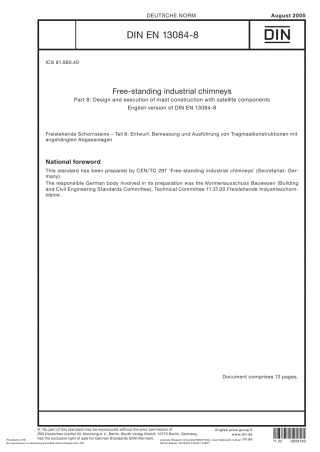 DEUTSCHE NORM
August 2005
DIN EN 13084-8
DIN
ICS 91.060.40
Free-standing industrial chimneys
Part 8: Design and execution of mast construction with satellite components
English version of DIN EN 13084-8
Freistehende Schornsteine – Teil 8: Entwurf, Bemessung und Ausführung von Tragmastkonstruktionen mit
angehängten Abgasanlagen
National foreword
This standard has been prepared by CEN/TC 297 'Free-standing industrial chimneys' (Secretariat: Ger-
many).
The responsible German body involved in its preparation was the Normenausschuss Bauwesen (Building
and Civil Engineering Standards Committee), Technical Committee 11.37.00 Freistehende Industrieschorn-
steine.
Document comprises 13 pages.
© No part of this standard may be reproduced without the prior permission of
DIN Deutsches Institut für Normung e. V., Berlin. Beuth Verlag GmbH, 10772 Berlin, Germany,
has the exclusive right of sale for German Standards (DIN-Normen).
English price group 9
www.din.de